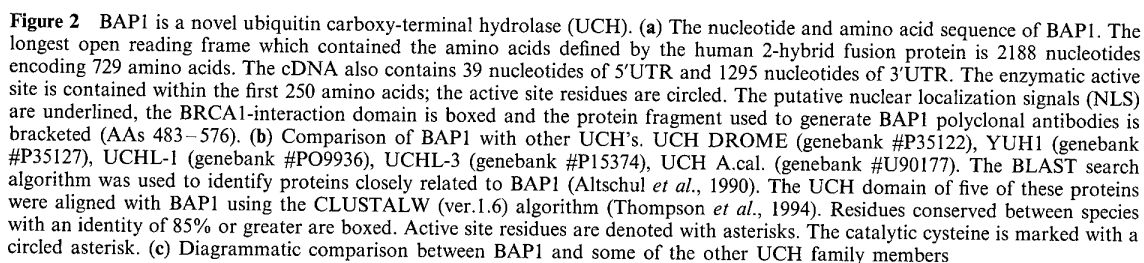 Figure 2 BAP1 is a novel ubiquitin carboxy-terminal hydrolase (UCH). (a) The nucleotide and amino acid sequence of BAP1. The
longest open reading frame which contained the amino acids defined by the human 2-hybrid fusion protein is 2188 nucleotides
encoding 729 amino acids. The cDNA also contains 39 nucleotides of 5'UTR and 1295 nucleotides of 3'UTR. The enzymatic active
site is contained within the first 250 amino acids; the active site residues are circled. The putative nuclear localization signals (NLS)
are underlined, the BRCA1-interaction domain is boxed and the protein fragment used to generate BAP1 polyclonal antibodies is
bracketed (AAs 483–576). (b) Comparison of BAP1 with other UCH's. UCH DROME (genebank #P35122), YUH1 (genebank
#P35127), UCHL-1 (genebank #PO9936), UCHL-3 (genebank #P15374), UCH A.cal. (genebank #U90177). The BLAST search
algorithm was used to identify proteins closely related to BAP1 (Altschul et al., 1990). The UCH domain of five of these proteins
were aligned with BAP1 using the CLUSTALW (ver.1.6) algorithm (Thompson et al., 1994). Residues conserved between species
with an identity of 85% or greater are boxed. Active site residues are denoted with asterisks. The catalytic cysteine is marked with a
circled asterisk. (c) Diagrammatic comparison between BAP1 and some of the other UCH family members